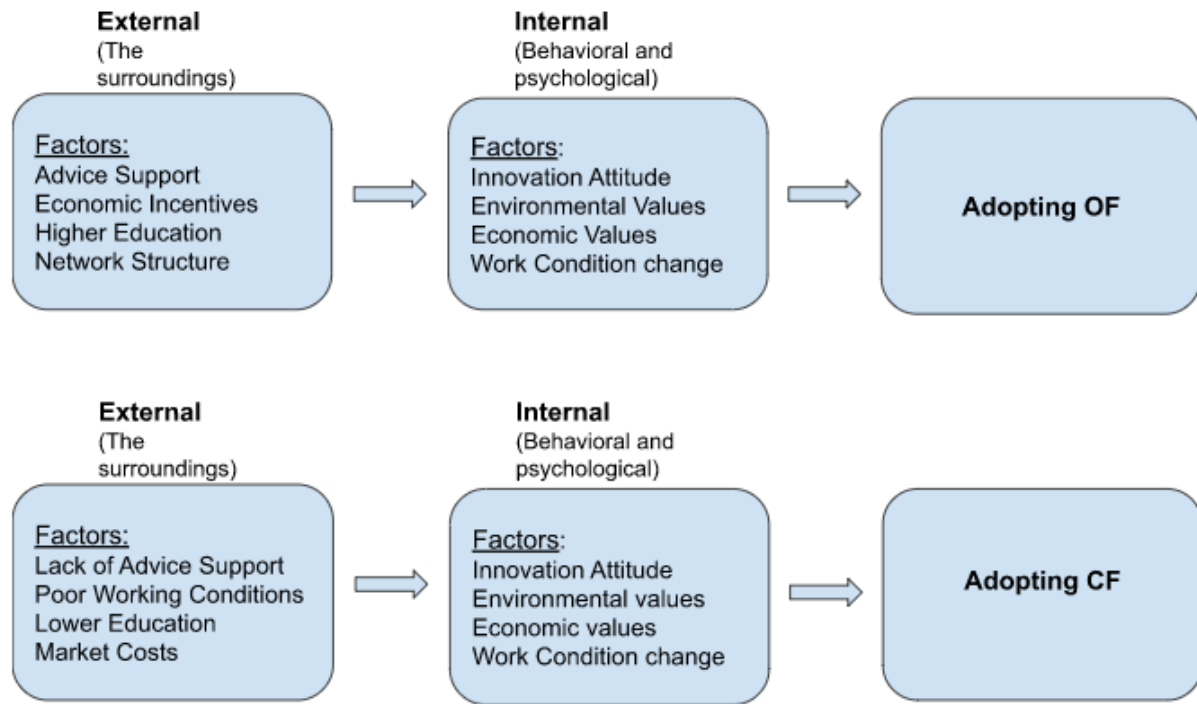 External
(The
surroundings)
Factors:
Advice Support
Economic Incentives
Higher Education
Network Structure
Internal
(Behavioral and
psychological)
Factors:
Innovation Attitude
Environmental Values
Economic Values
Work Condition change
Adopting OF
External
(The
surroundings)
Factors:
Lack of Advice Support
Poor Working Conditions
Lower Education
Market Costs
Internal
(Behavioral and
psychological)
Factors:
Innovation Attitude
Environmental values
Economic values
Work Condition change
Adopting CF